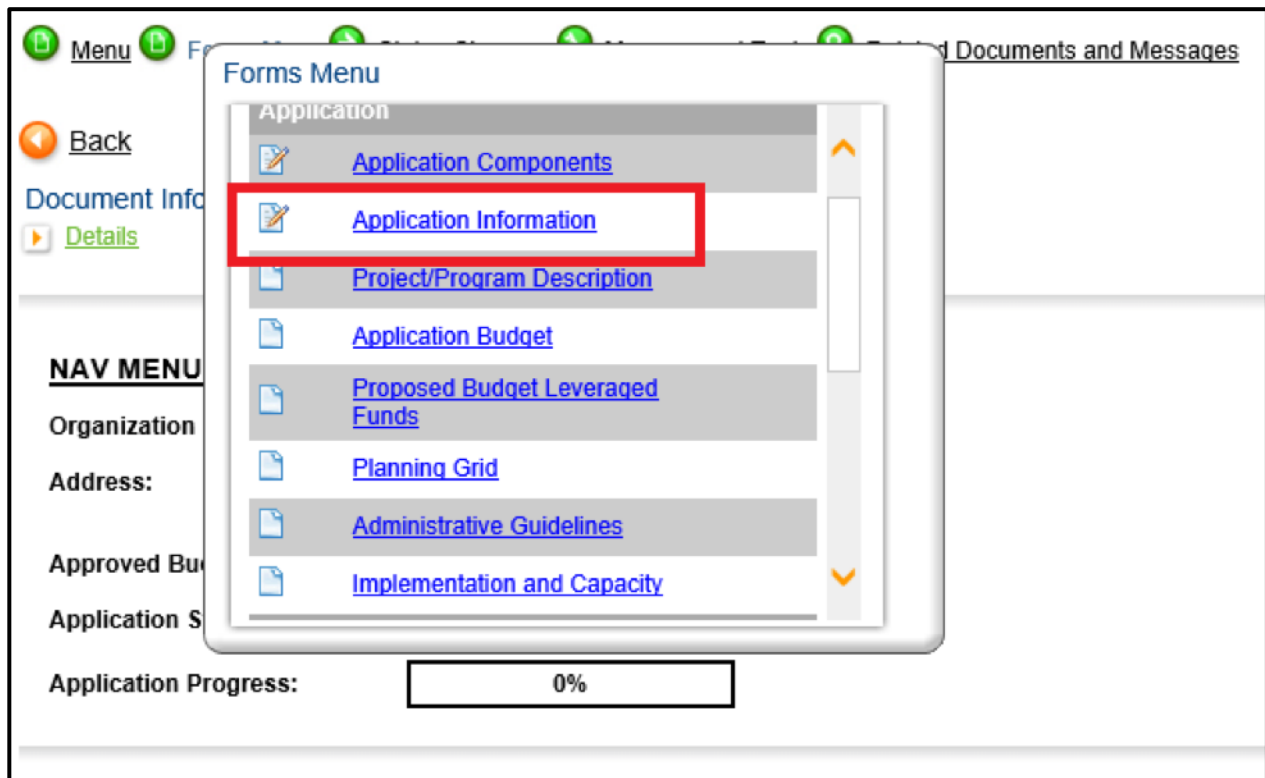 Menu
Documents and Messages
Forms Menu
Application
Back
Application Components
Document Info
Application Information
Details
Project/Program Description
Application Budget
NAV MENU
Proposed Budget Leveraged
Funds
Organization
Planning Grid
Address:
Administrative Guidelines
Approved Bu
Implementation and Capacity
Application S
Application Progress: 0%